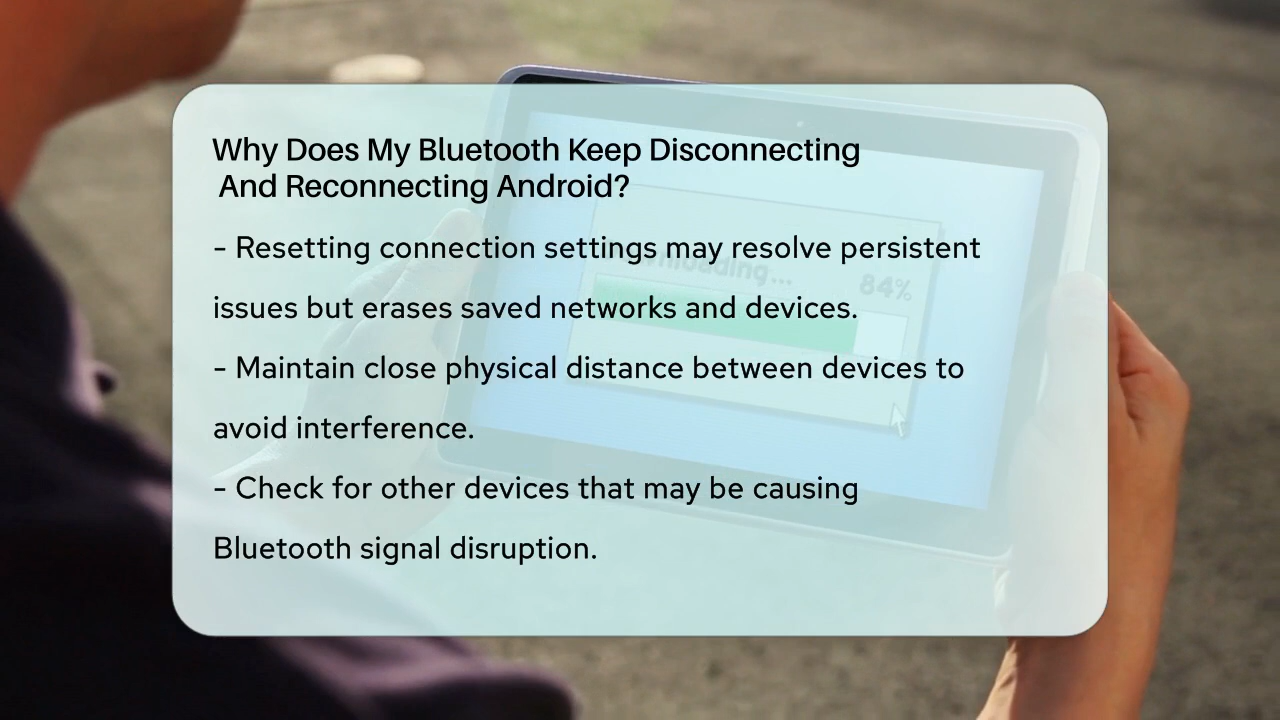 Why Does My Bluetooth Keep Disconnecting
And Reconnecting Android?
- Resetting connection settings may resolve persistent
issues but erases saved networks and devices.
- Maintain close physical distance between devices to
avoid interference.
- Check for other devices that may be causing
Bluetooth signal disruption.
84%